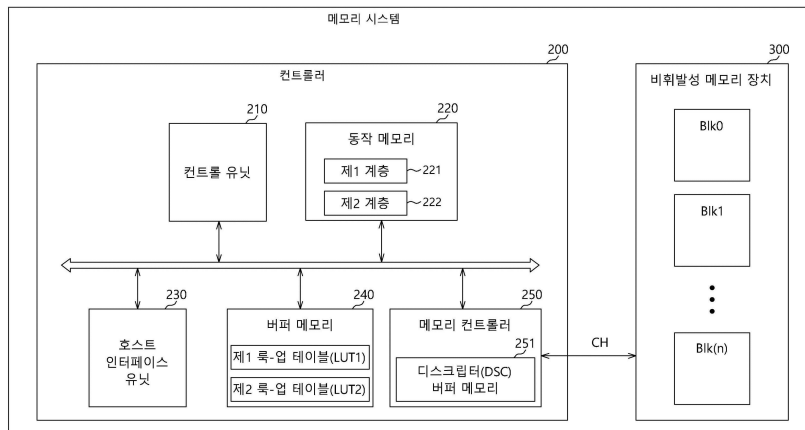 메모리 시스템
200
컨트롤러
300
비휘발성 메모리 장치
210
컨트롤 유닛
220
동작 메모리
제1 계층
221
제2 계층
222
Blk0
Blk1
Blk(n)
230
호스트
인터페이스
유닛
240
버퍼 메모리
제1 룩-업 테이블(LUT1)
제2 룩-업 테이블(LUT2)
250
메모리 컨트롤러
251
디스크립터(DSC)
버퍼 메모리
CH